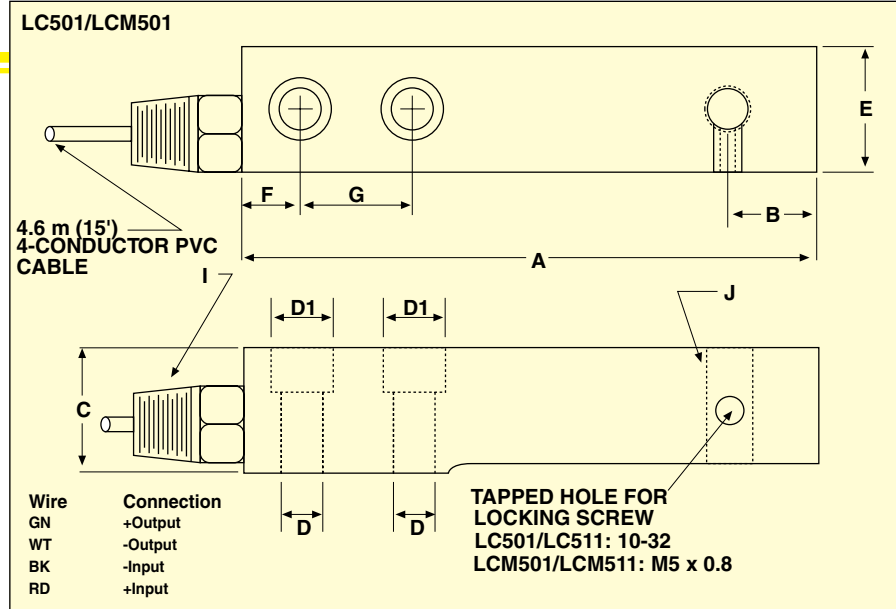 LC501/LCM501
E
F
G
B
4.6 m (15')
4-CONDUCTOR PVC
CABLE
A
I
D1
D1
J
C
D
D
TAPPED HOLE FOR
LOCKING SCREW
LC501/LC511: 10-32
LCM501/LCM511: M5 x 0.8
Wire Connection
GN +Output
WT -Output
BK -Input
RD +Input